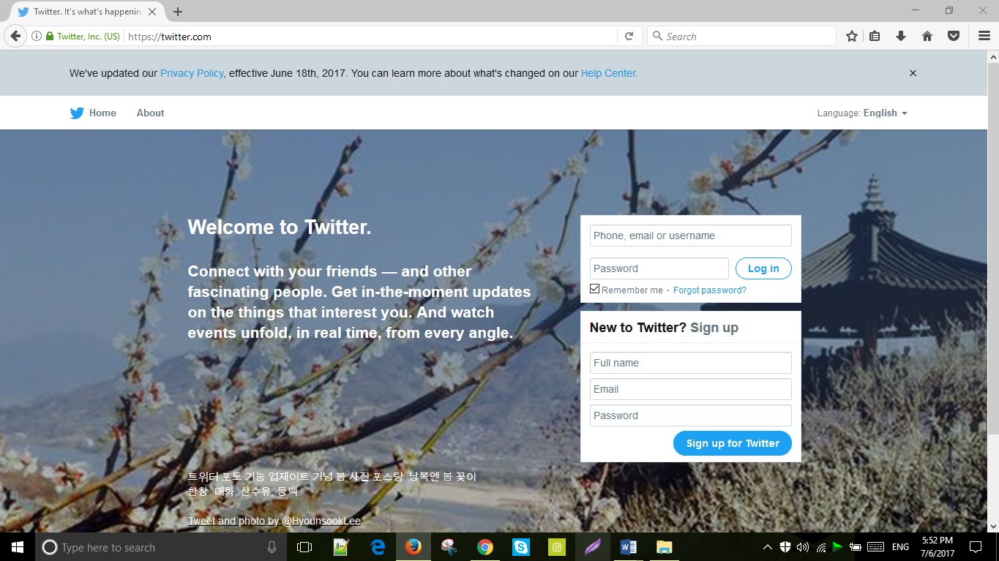 Twitter. It's what's happenin
Twitter, Inc. (US)
https://twitter.com
Search
We've updated our Privacy Policy, effective June 18th, 2017. You can learn more about what's changed on our Help Center.
Home
About
Language: English
Welcome to Twitter.
Connect with your friends — and other
fascinating people. Get in-the-moment updates
on the things that interest you. And watch
events unfold, in real time, from every angle.
Phone, email or username
Password
Log in
Remember me · Forgot password?
New to Twitter? Sign up
Full name
Email
Password
Sign up for Twitter
트위터 포토 기능 업제이트 기념 봄 사진 포스팅. 남쪽엔 봄 꽃이
한창. 매화, 산수유, 동백.
Tweet and photo by @HyounsookLee
Type here to search
ENG
5:52 PM
7/6/2017